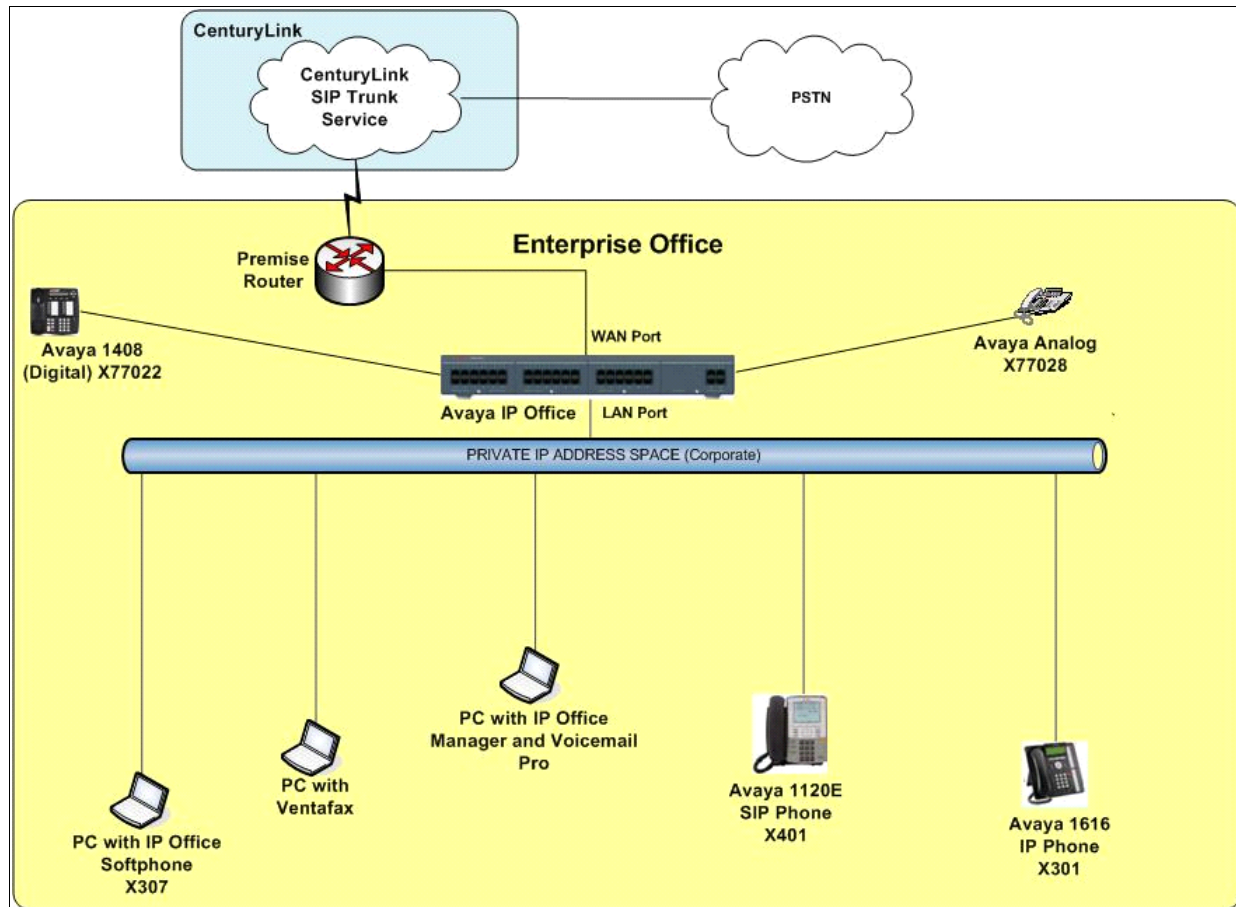 CenturyLink
CenturyLink
SIP Trunk
Service
PSTN
Enterprise Office
Premise
Router
WAN Port
Avaya 1408
(Digital) X77022
Avaya Analog
X77028
Avaya IP Office
LAN Port
PRIVATE IP ADDRESS SPACE (Corporate)
PC with IP Office
Manager and Voicemail
Pro
PC with
Ventafax
Avaya 1120E
SIP Phone
X401
Avaya 1616
IP Phone
X301
PC with IP Office
Softphone
X307